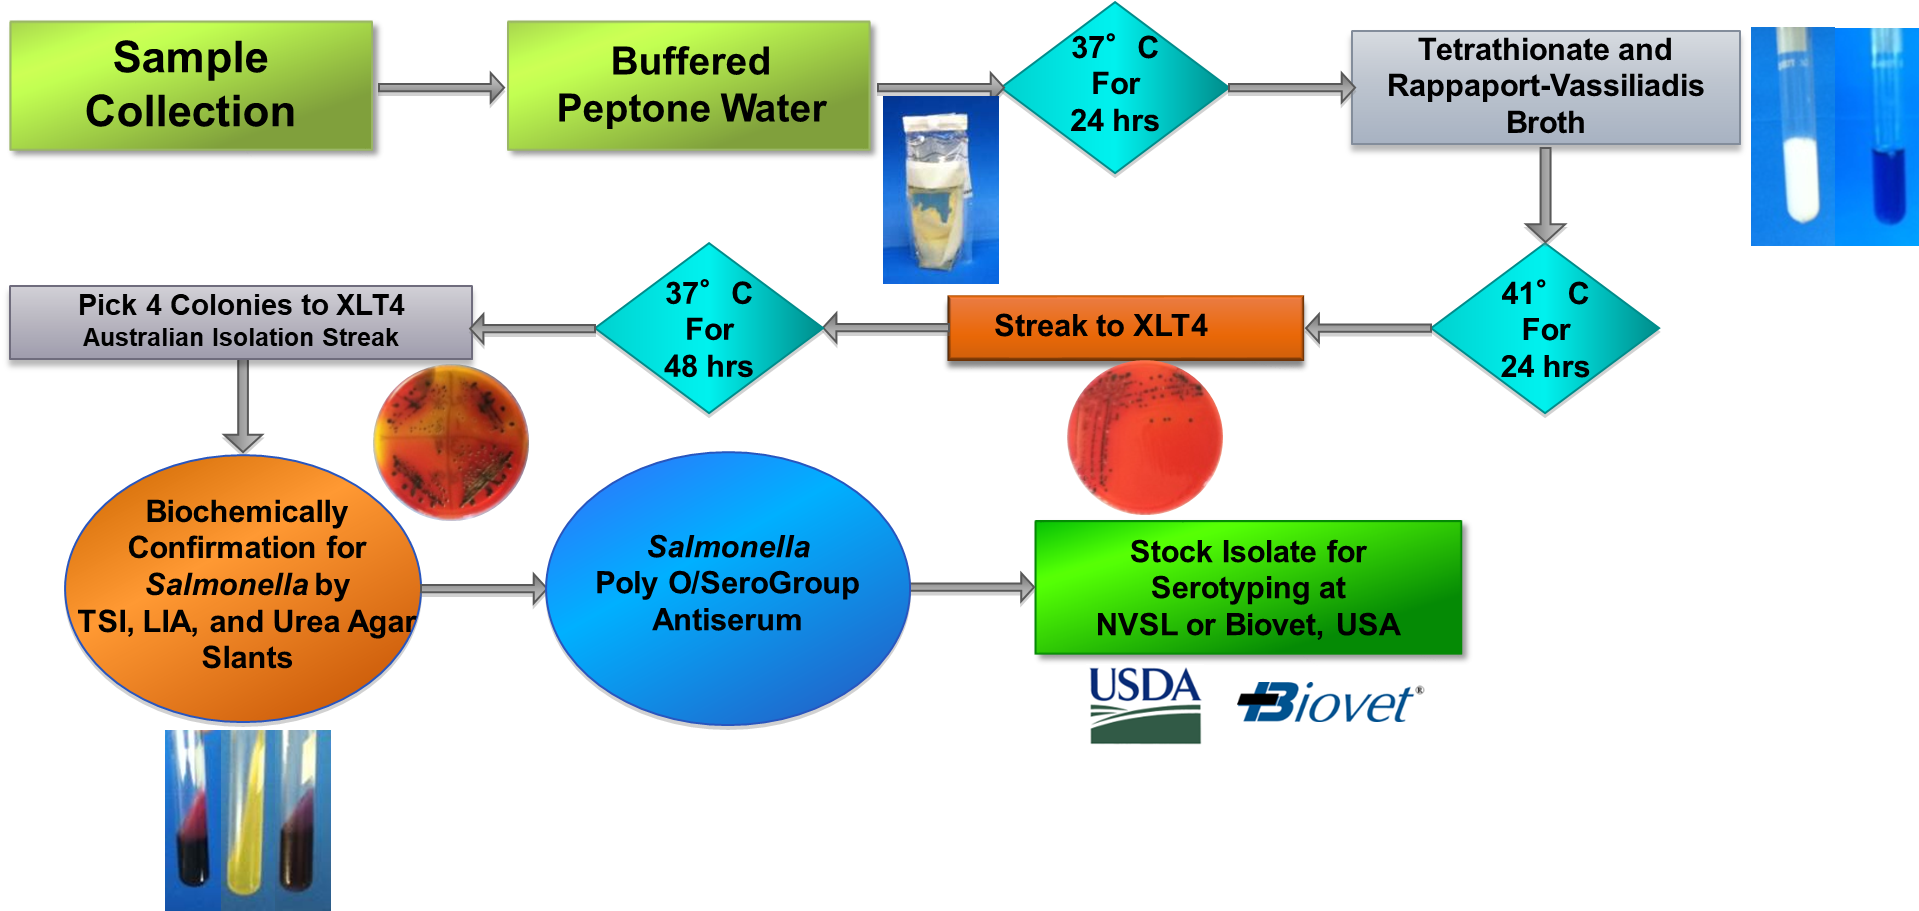 Sample
Collection
Buffered
Peptone Water
37° C
For
24 hrs
Tetrathionate and
Rappaport-Vassiliadis
Broth
41° C
For
24 hrs
Streak to XLT4
37° C
For
48 hrs
Pick 4 Colonies to XLT4
Australian Isolation Streak
Biochemically
Confirmation for
Salmonella by
TSI, LIA, and Urea Agar
Slants
Salmonella
Poly O/SeroGroup
Antiserum
Stock Isolate for
Serotyping at
NVSL or Biovet, USA
USDA
Biovet®